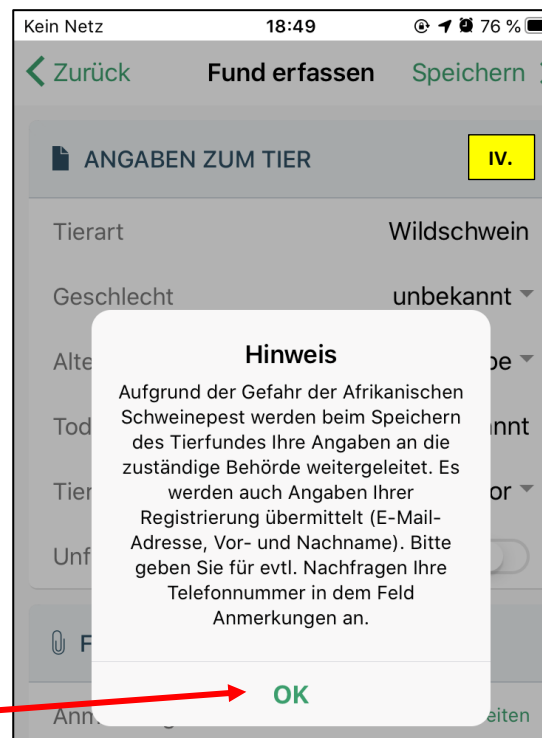 Kein Netz 18:49 76 %
Zurück Fund erfassen Speichern
ANGABEN ZUM TIER IV.
Tierart Wildschwein
Geschlecht unbekannt
Hinweis
Aufgrund der Gefahr der Afrikanischen
Schweinepest werden beim Speichern
des Tierfundes Ihre Angaben an die
zuständige Behörde weitergeleitet. Es
werden auch Angaben Ihrer
Registrierung übermittelt (E-Mail-
Adresse, Vor- und Nachname). Bitte
geben Sie für evtl. Nachfragen Ihre
Telefonnummer in dem Feld
Anmerkungen an.
OK